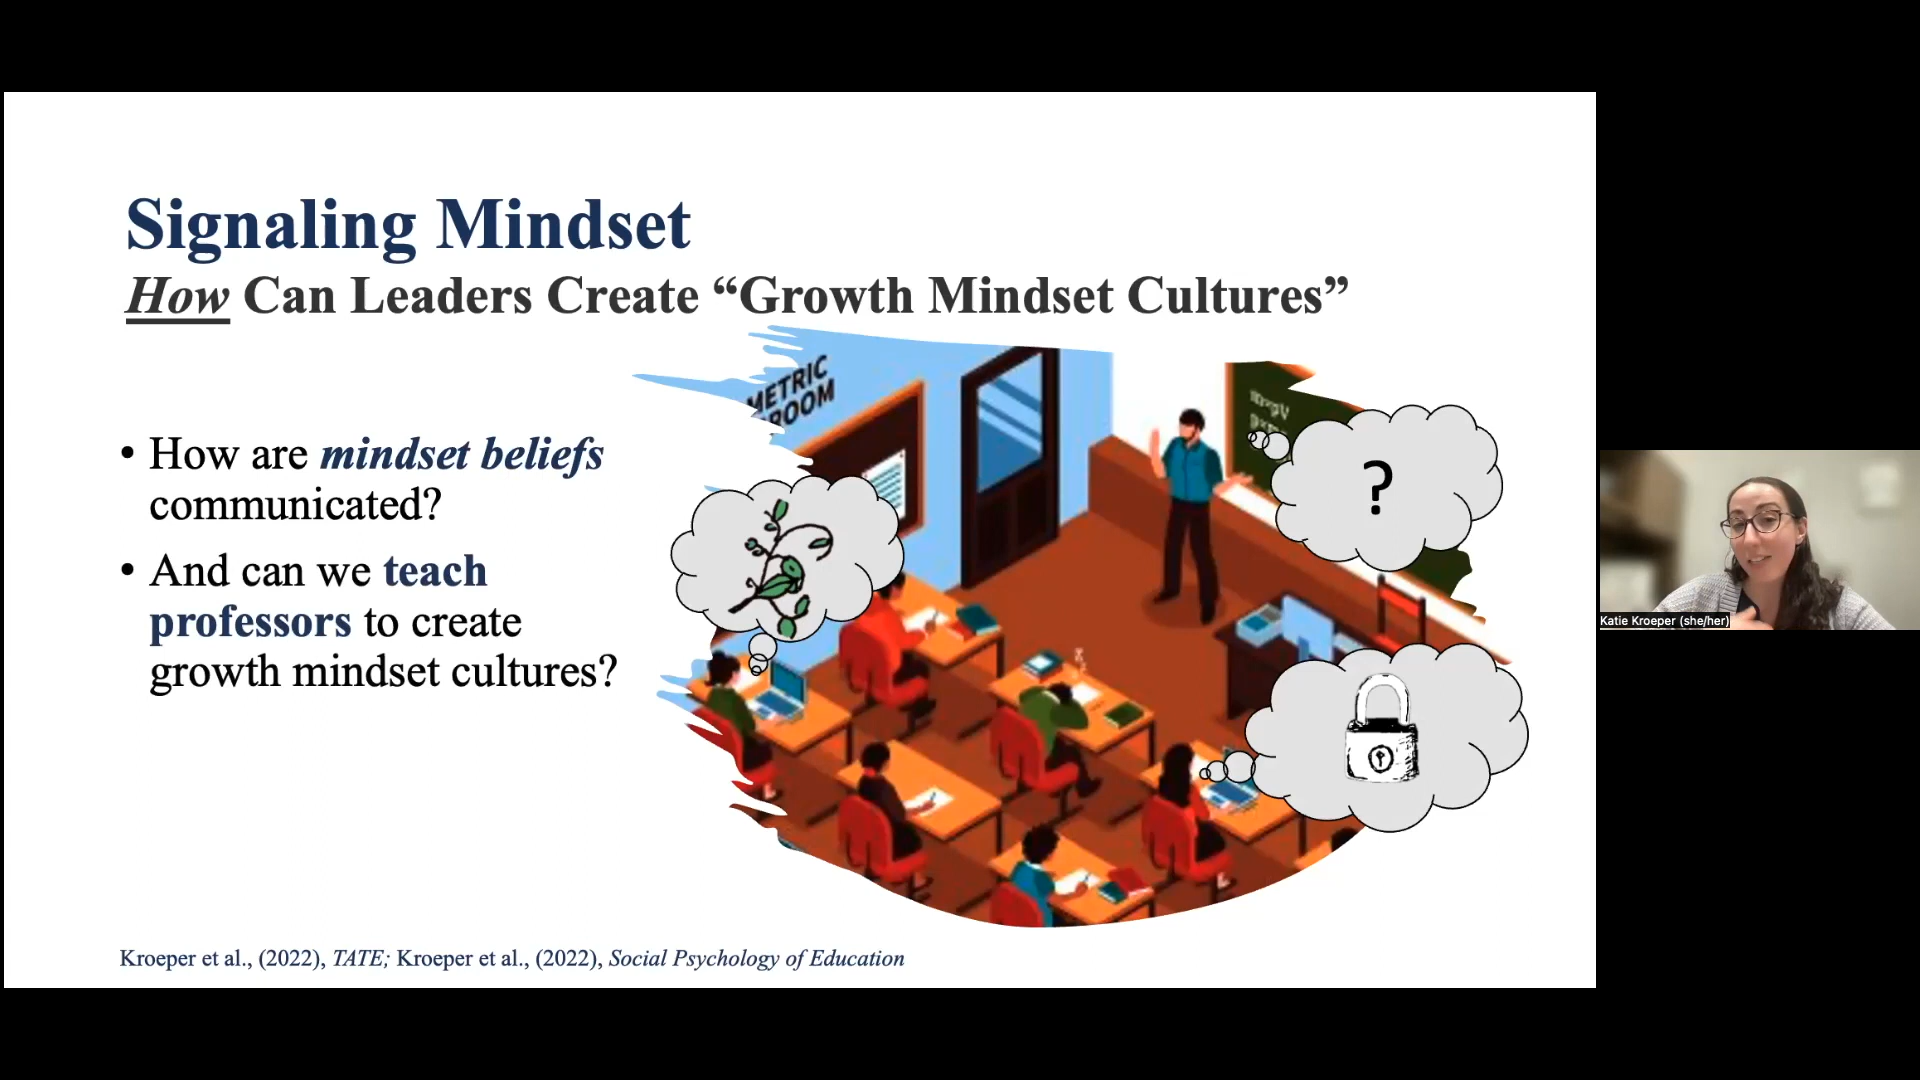 Signaling Mindset
How Can Leaders Create “Growth Mindset Cultures”
METRIC
ROOM
• How are mindset beliefs
communicated?
• And can we teach
professors to create
growth mindset cultures?
?
Katie Kroeper (she/her)
Kroeper et al., (2022), TATE; Kroeper et al., (2022), Social Psychology of Education